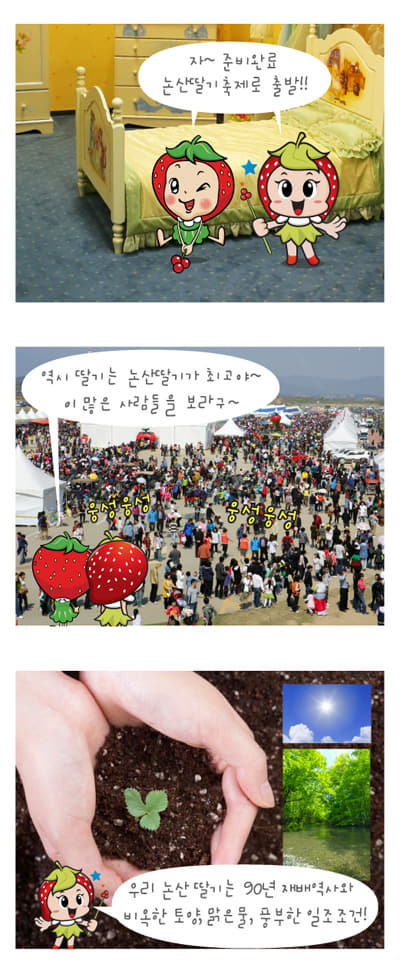 자~ 준비완료
논산딸기축제로 출발!!
역시 딸기는 논산딸기가 최고야~
이 많은 사람들을 보라구~
웅성웅성
웅성웅성
우리 논산 딸기는 90년 재배역사와
비옥한 토양,맑은물, 풍부한 일조조건!